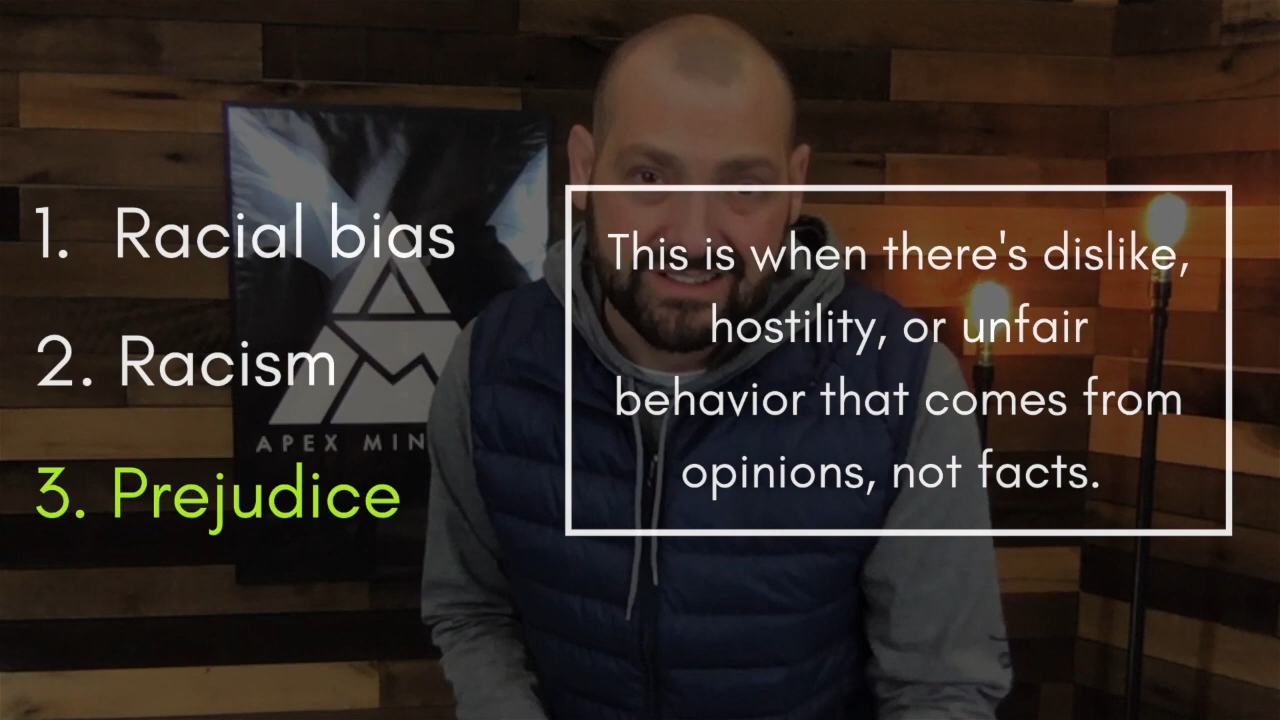 1. Racial bias
2. Racism
3. Prejudice
This is when there's dislike,
hostility, or unfair
behavior that comes from
opinions, not facts.
APEX MIN